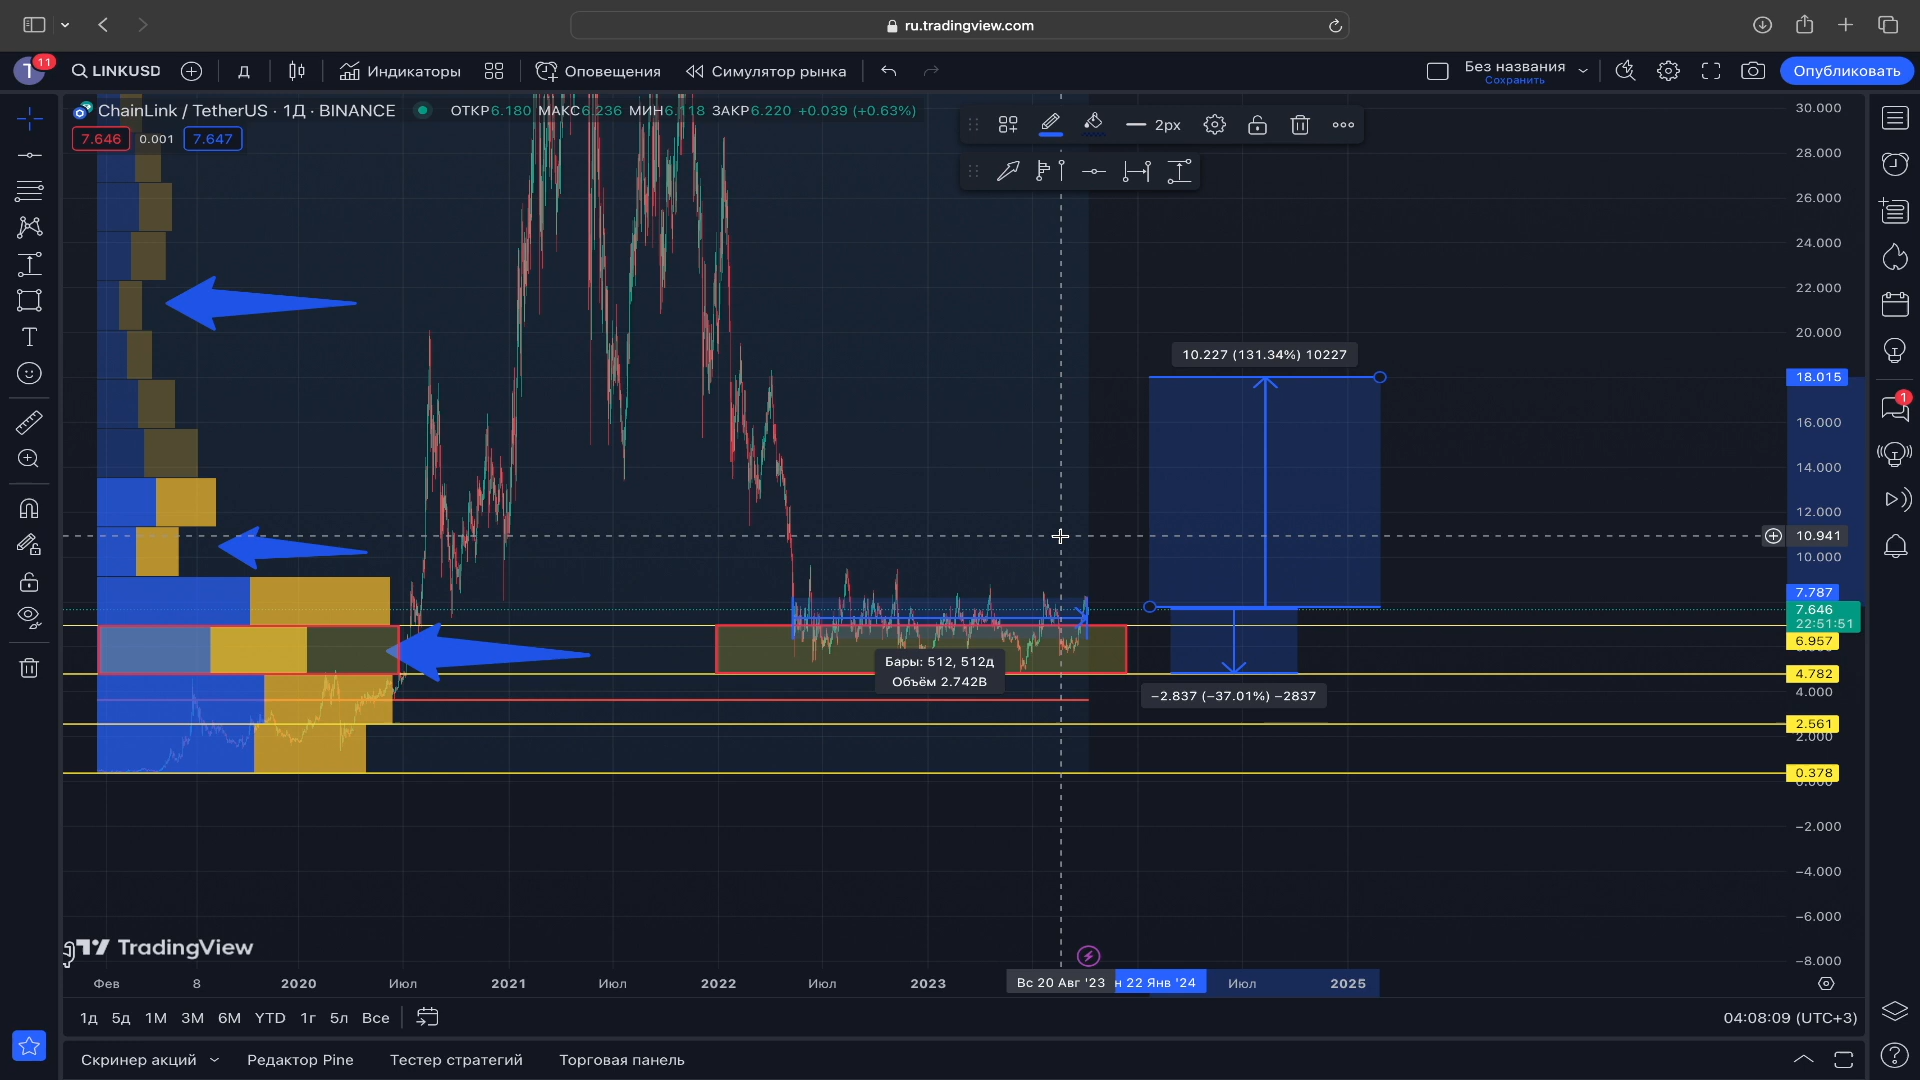 ru.tradingview.com
T
11
LINKUSD
Д
Индикаторы
Оповещения
Симулятор рынка
Без названия
Сохранить
Опубликовать
ChainLink / TetherUS · 1Д · BINANCE
ОТКР6.180 МАКС6.236 МИН6.118 ЗАКР6.220 +0.039 (+0.63%)
7.646
0.001
7.647
2px
30.000
28.000
26.000
24.000
22.000
20.000
10.227 (131.34%) 10227
18.015
16.000
1
14.000
12.000
10.941
10.000
7.787
7.646
22:51:51
6.957
Бары: 512, 512д
Объём 2.742B
4.782
−2.837 (−37.01%) −2837
4.000
2.561
2.000
0.378
0.000
−2.000
−4.000
−6.000
−8.000
TradingView
Фев
8
2020
Июл
2021
Июл
2022
Июл
2023
Вс 20 Авг '23
н 22 Янв '24
Июл
2025
1д 5д 1М 3М 6М YTD 1г 5л Все
04:08:09 (UTC+3)
Скринер акций
Редактор Pine
Тестер стратегий
Торговая панель